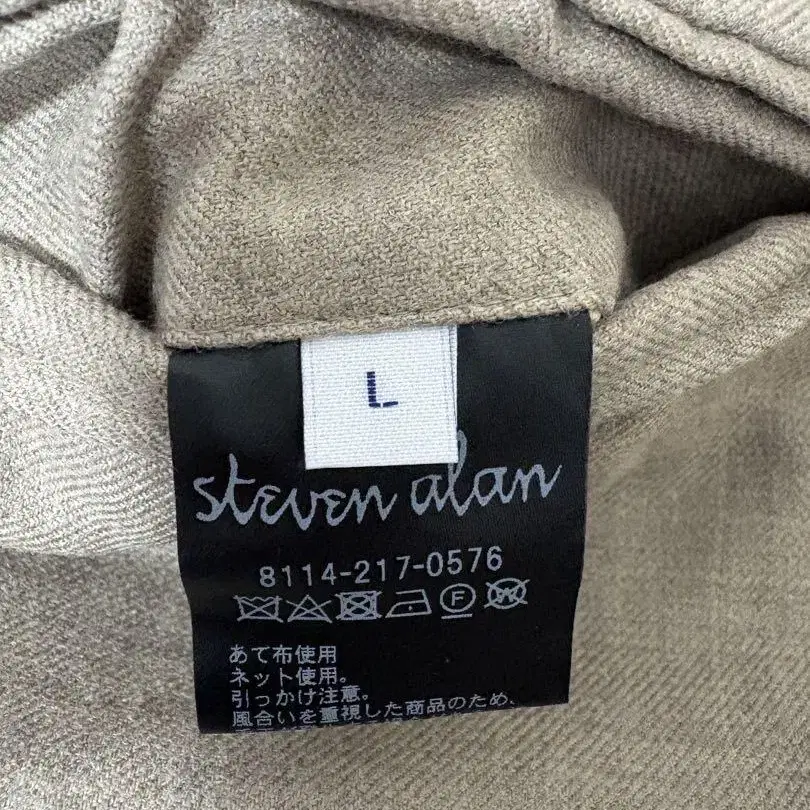 L
steven alan
8114-217-0576
F W
あて布使用
ネット使用。
引っかけ注意。
風合いを重視した商品のため、